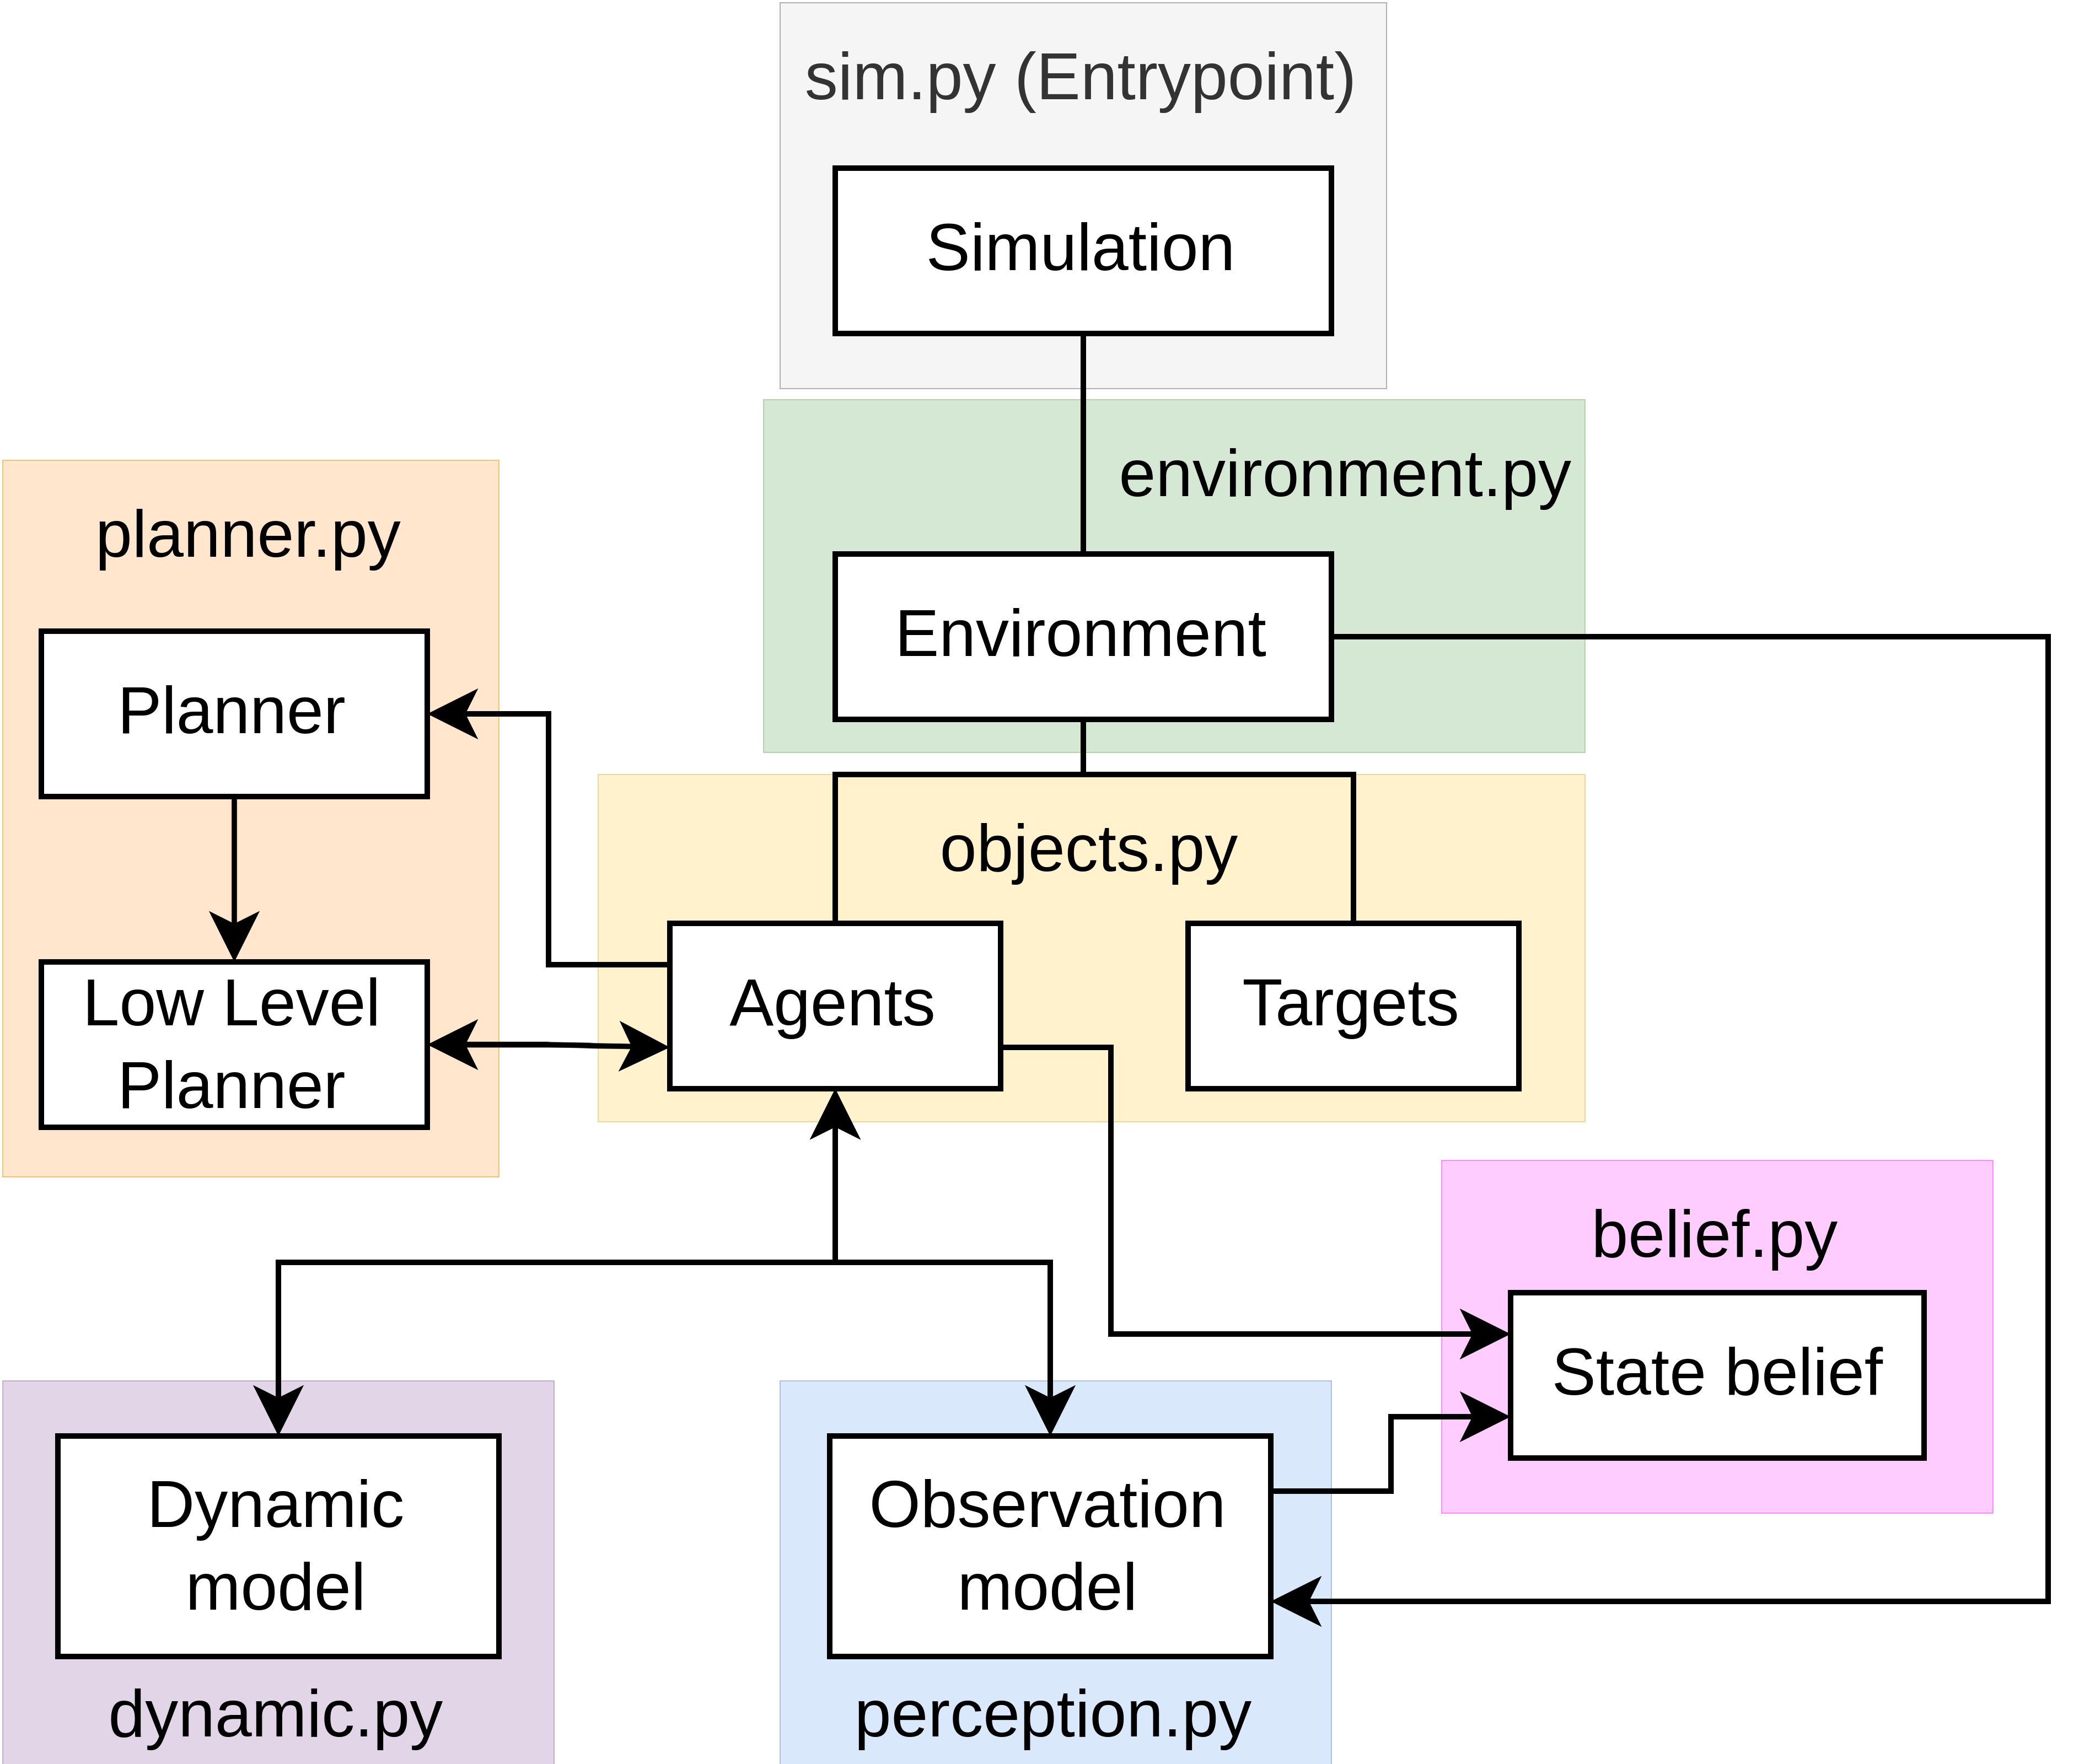 sim.py (Entrypoint)
Simulation
environment.py
Environment
planner.py
Planner
Low Level
Planner
objects.py
Agents
Targets
belief.py
State belief
Dynamic
model
dynamic.py
Observation
model
perception.py